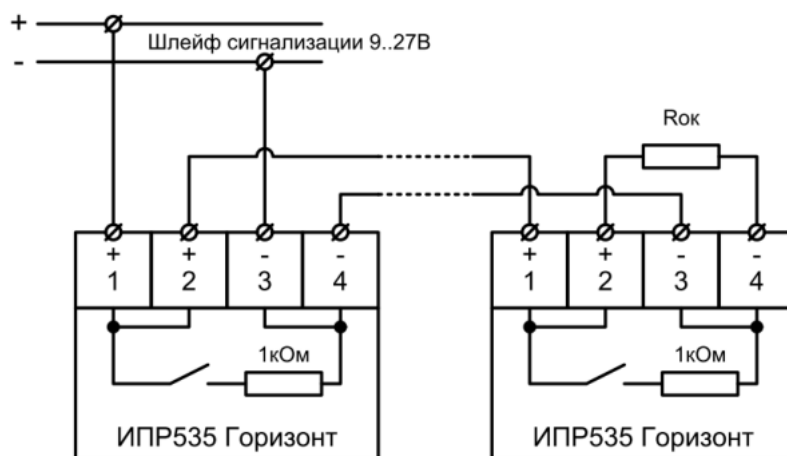 +
Шлейф сигнализации 9..27В
-
Rок
+ + - -
1 2 3 4
+ + - -
1 2 3 4
1кОм
1кОм
ИПР535 Горизонт
ИПР535 Горизонт